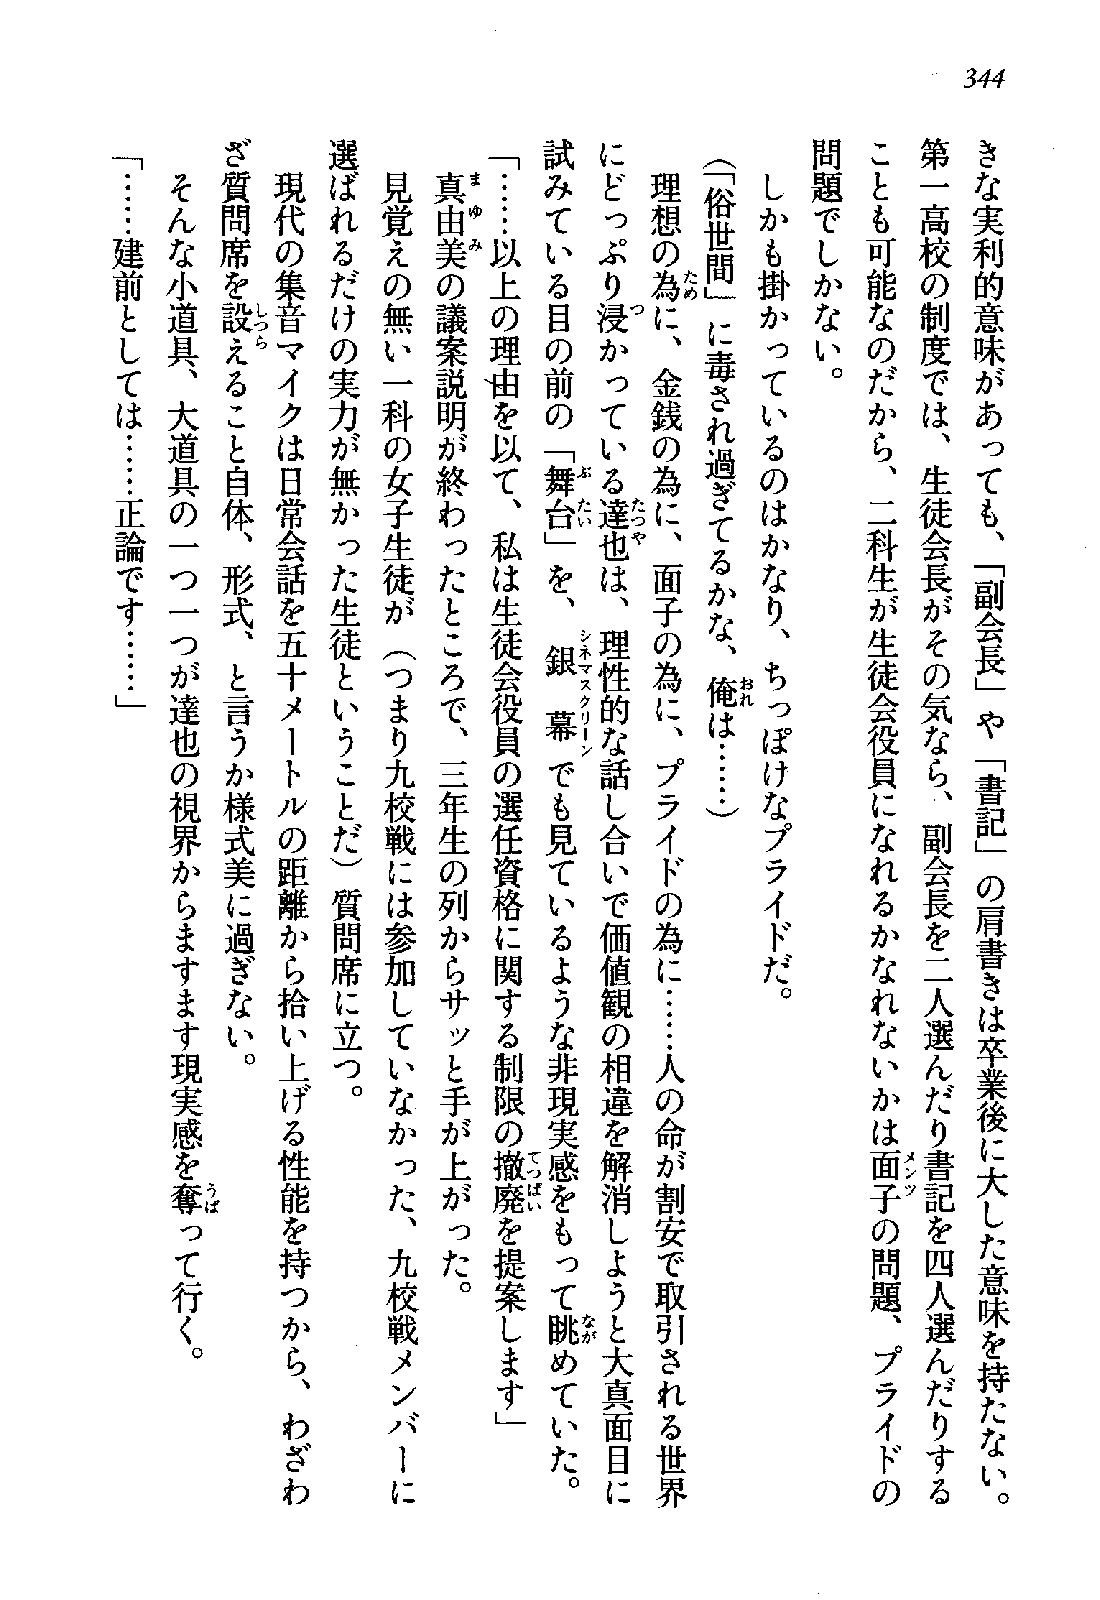 344
きな実利的意味があっても、「副会長」や「書記」の肩書きは卒業後に大した意味を持たない。
第一高校の制度では、生徒会長がその気なら、副会長を二人選んだり書記を四人選んだりする
ことも可能なのだから、二科生が生徒会役員になれるかなれないかは面子の問題、プライドの
問題でしかない。
しかも掛かっているのはかなり、ちっぽけなプライドだ。
（「俗世間」に毒され過ぎてるかな、俺は……）
理想の為に、金銭の為に、面子の為に、プライドの為に……人の命が割安で取引される世界
にどっぷり浸かっている達也は、理性的な話し合いで価値観の相違を解消しようと大真面目に
試みている目の前の「舞台」を、銀幕でも見ているような非現実感をもって眺めていた。
「……以上の理由を以て、私は生徒会役員の選任資格に関する制限の撤廃を提案します」
真由美の議案説明が終わったところで、三年生の列からサッと手が上がった。
見覚えの無い一科の女子生徒が（つまり九校戦には参加していなかった、九校戦メンバーに
選ばれるだけの実力が無かった生徒ということだ）質問席に立つ。
現代の集音マイクは日常会話を五十メートルの距離から拾い上げる性能を持つから、わざわ
ざ質問席を設えること自体、形式、と言うか様式美に過ぎない。
そんな小道具、大道具の一つ一つが達也の視界からますます現実感を奪って行く。
「……建前としては……正論です……」